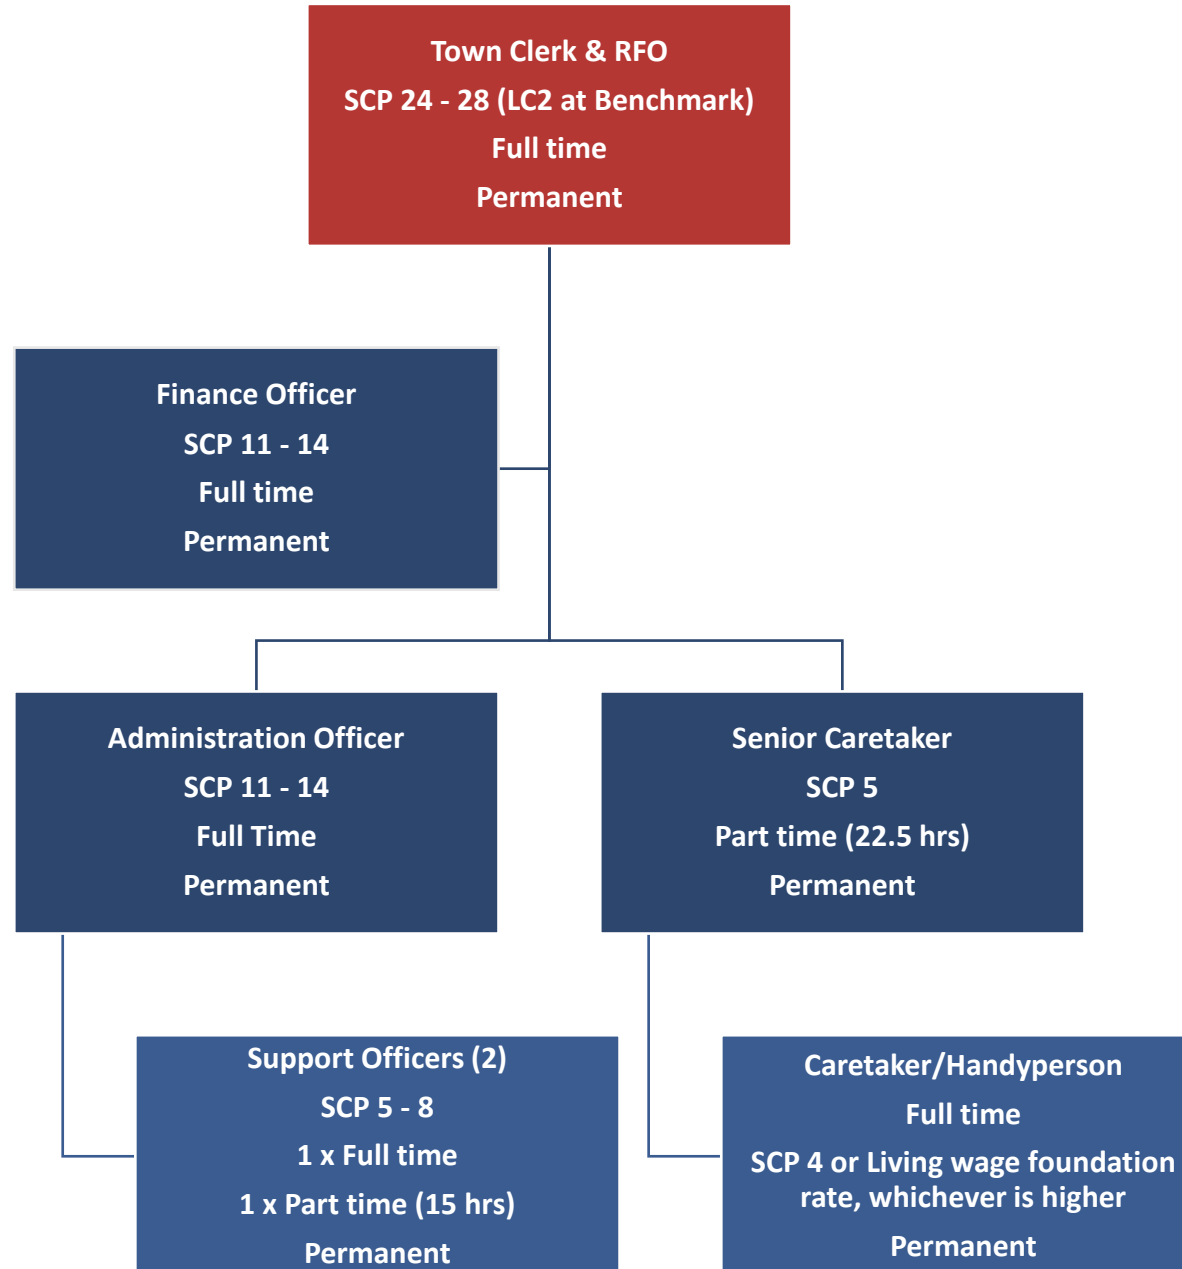 Town Clerk & RFO
SCP 24 - 28 (LC2 at Benchmark)
Full time
Permanent
Finance Officer
SCP 11 - 14
Full time
Permanent
Administration Officer
SCP 11 - 14
Full Time
Permanent
Senior Caretaker
SCP 5
Part time (22.5 hrs)
Permanent
Support Officers (2)
SCP 5 - 8
1 x Full time
1 x Part time (15 hrs)
Permanent
Caretaker/Handyperson
Full time
SCP 4 or Living wage foundation
rate, whichever is higher
Permanent